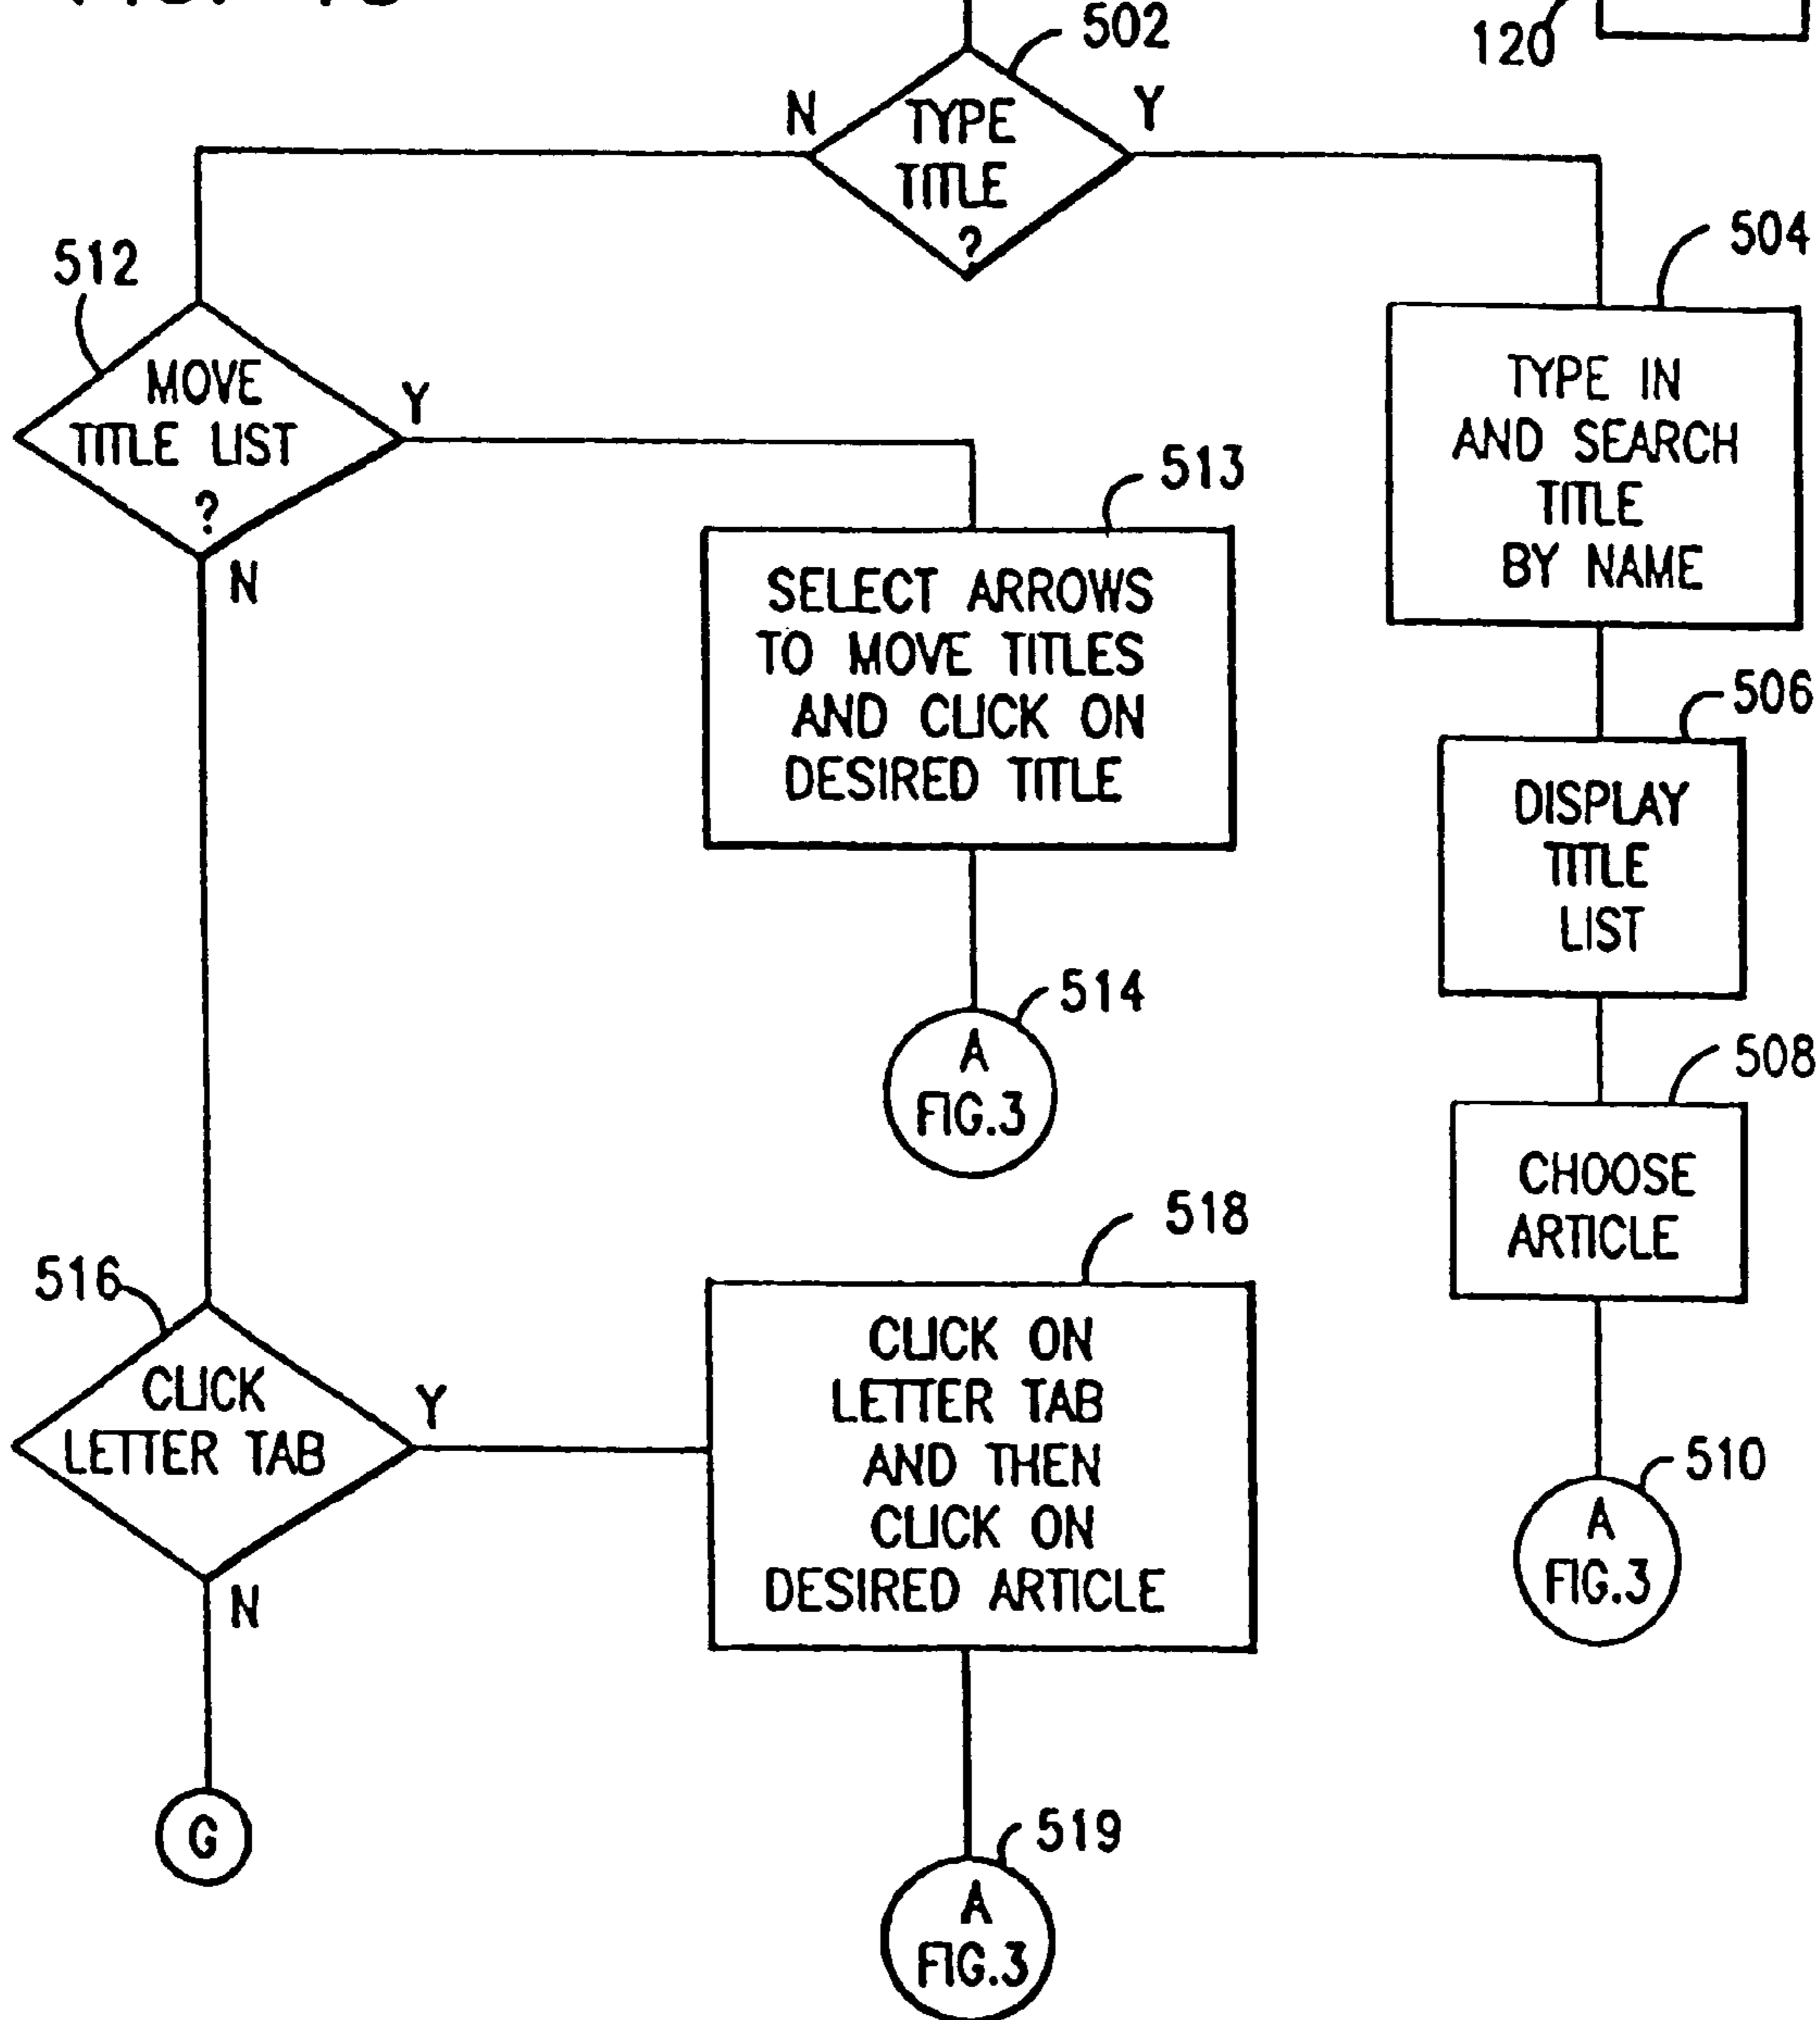 502
120
N
Y
TYPE
TITLE
?
504
512
MOVE
TITLE LIST
?
Y
N
TYPE IN
AND SEARCH
TITLE
BY NAME
513
SELECT ARROWS
TO MOVE TITLES
AND CLICK ON
DESIRED TITLE
506
DISPLAY
TITLE
LIST
514
A
FIG.3
508
CHOOSE
ARTICLE
518
516
CLICK
LETTER TAB
Y
N
CLICK ON
LETTER TAB
AND THEN
CLICK ON
DESIRED ARTICLE
510
A
FIG.3
G
519
A
FIG.3